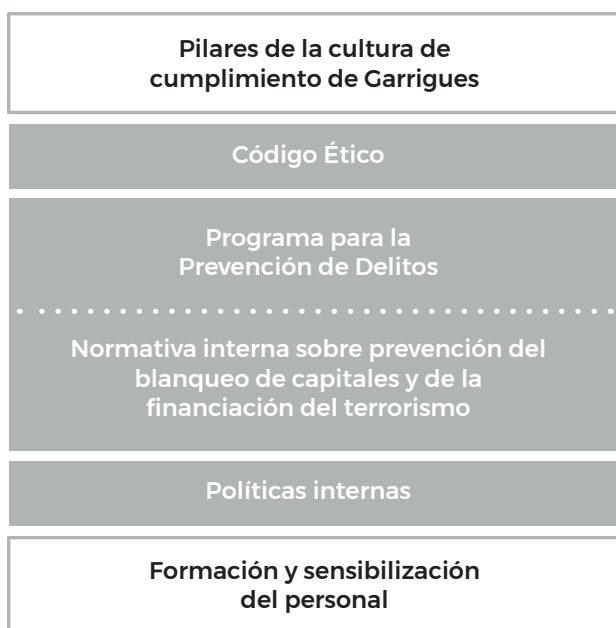 Pilares de la cultura de
cumplimiento de Garrigues
Código Ético
Programa para la
Prevención de Delitos
Normativa interna sobre prevención del
blanqueo de capitales y de la
financiación del terrorismo
Políticas internas
Formación y sensibilización
del personal